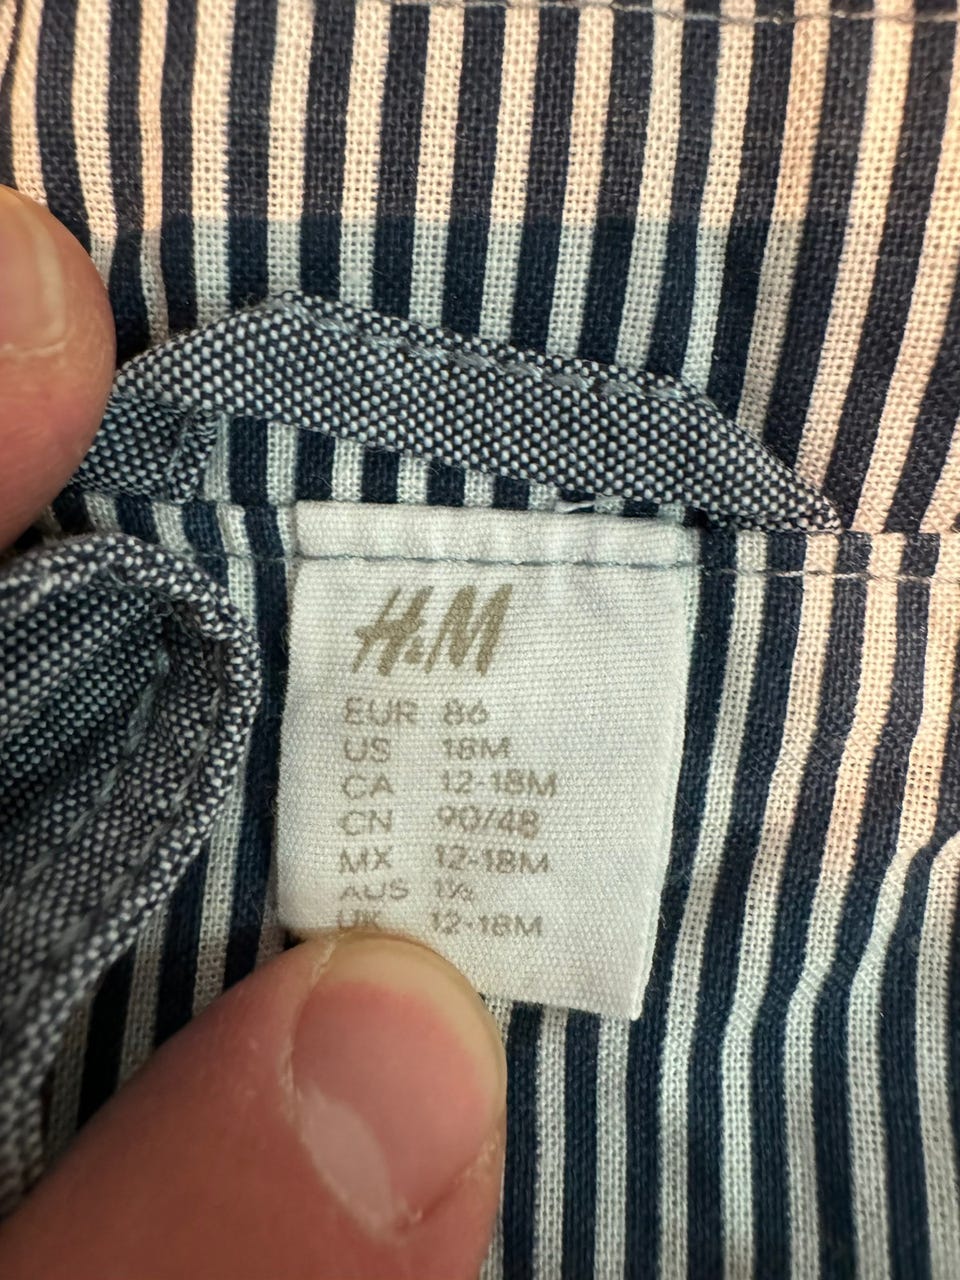 H&M
EUR 86
US 18M
CA 12-18M
CN 90/48
MX 12-18M
AUS 1½
UK 12-18M